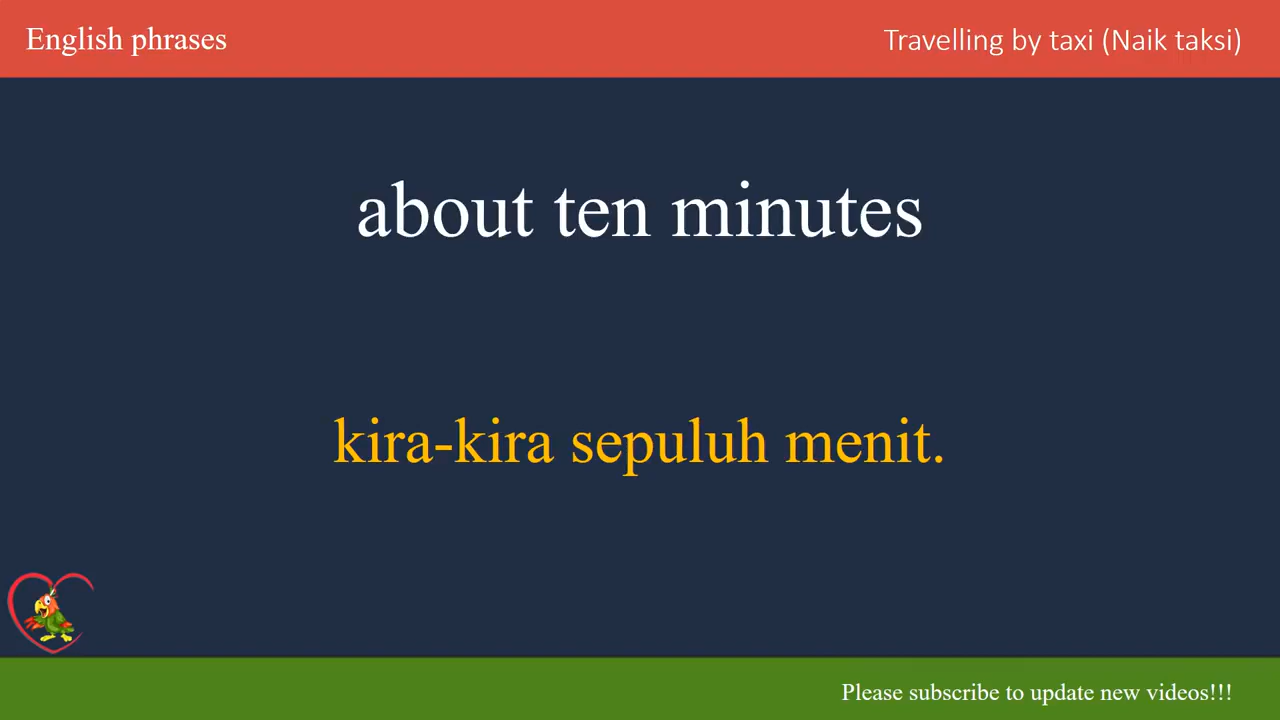 English phrases
Travelling by taxi (Naik taksi)
about ten minutes
kira-kira sepuluh menit.
Please subscribe to update new videos!!!